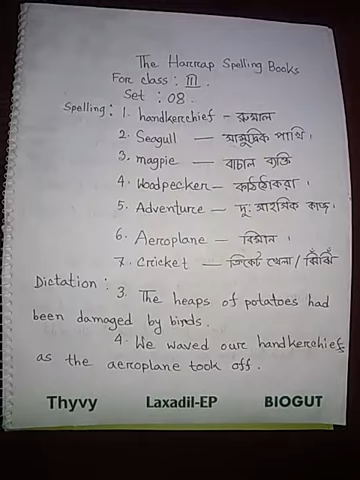 The Harrap Spelling Books
For class : III
Set : 08.
Spelling : 1. handkerchief - রুমাল
2. Seagull — সামুদ্রিক পাখি।
3. magpie — বাচাল ব্যক্তি
4. Woodpecker - কাঠঠোকরা।
5. Adventure — দুঃসাহসিক কাজ।
6. Aeroplane — বিমান।
7. Cricket — ক্রিকেট খেলা / ঝিঁঝিঁ
Dictation : 3. The heaps of potatoes had
been damaged by birds.
4. We waved our handkerchiefs
as the aeroplane took off.
Thyvy Laxadil-EP BIOGUT